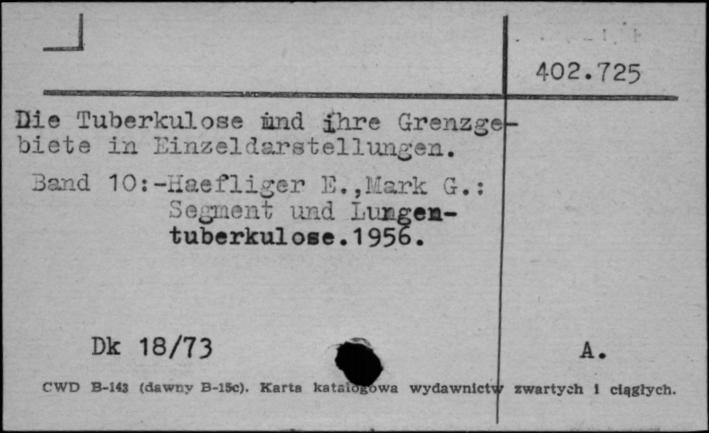 402.725
Die Tuberkulose und ihre Grenzge-
biete in Einzeldarstellungen.
Band 10:-Haefliger E.,Mark G.:
Segment und Lungen-
tuberkulose.1956.
Dk 18/73
A.
CWD B-143 (dawny B-15c). Karta katalogowa wydawnictw zwartych i ciągłych.